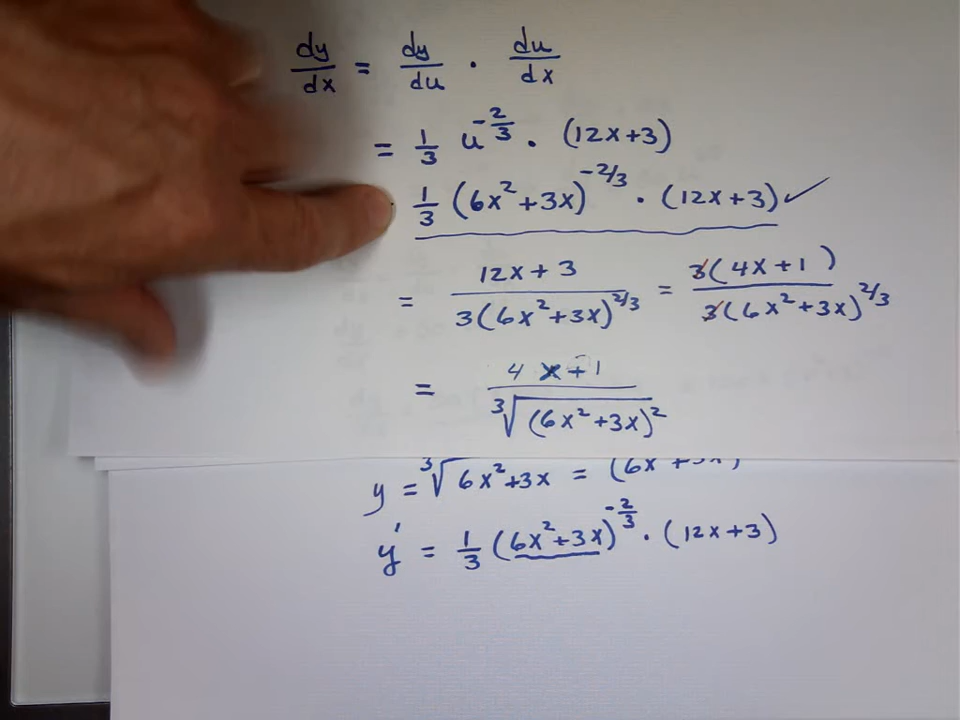 dy/dx = dy/du · du/dx
= 1/3 u^(-2/3) · (12x+3)
1/3 (6x²+3x)^(-2/3) · (12x+3) ✓
= (12x+3)/(3(6x²+3x)^(2/3)) = 3(4x+1)/(3(6x²+3x)^(2/3))
= (4x+1)/∛((6x²+3x)²)
y = ∛(6x²+3x) = (6x²+3x)
y' = 1/3 (6x²+3x)^(-2/3) · (12x+3)